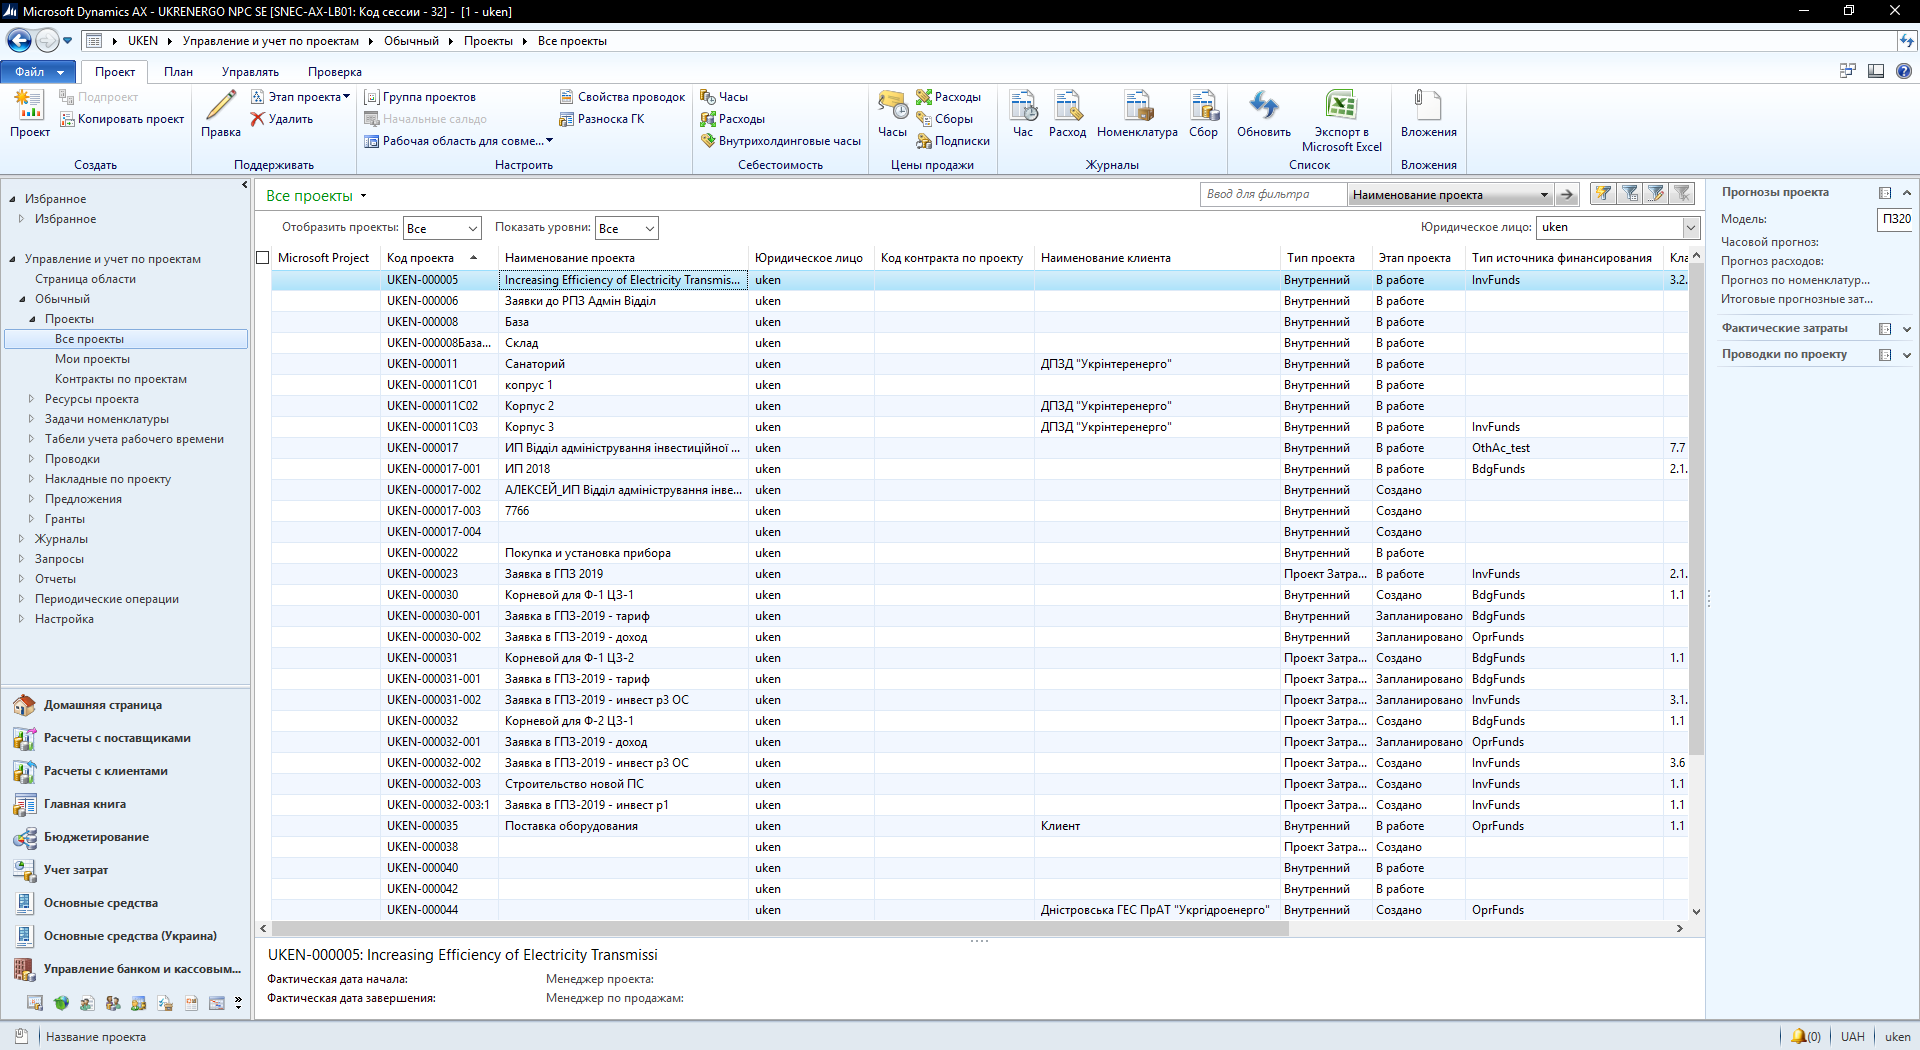 Microsoft Dynamics AX - UKRENERGO NPC SE [SNEC-AX-LB01: Код сессии - 32] - [1 - uken]
UKEN Управление и учет по проектам Обычный Проекты Все проекты
Файл Проект План Управлять Проверка
Проект
Подпроект
Копировать проект
Создать
Правка
Этап проекта
Удалить
Поддерживать
Группа проектов
Начальные сальдо
Рабочая область для совме...
Свойства проводок
Разноска ГК
Настроить
Часы
Расходы
Внутрихолдинговые часы
Себестоимость
Часы
Расходы
Сборы
Подписки
Цены продажи
Час
Расход
Номенклатура
Сбор
Журналы
Обновить
Экспорт в
Microsoft Excel
Список
Вложения
Вложения
Избранное
Избранное
Управление и учет по проектам
Страница области
Обычный
Проекты
Все проекты
Мои проекты
Контракты по проектам
Ресурсы проекта
Задачи номенклатуры
Табели учета рабочего времени
Проводки
Накладные по проекту
Предложения
Гранты
Журналы
Запросы
Отчеты
Периодические операции
Настройка
Домашняя страница
Расчеты с поставщиками
Расчеты с клиентами
Главная книга
Бюджетирование
Учет затрат
Основные средства
Основные средства (Украина)
Управление банком и кассовым...
Все проекты
Ввод для фильтра Наименование проекта
Отобразить проекты: Все Показать уровни: Все Юридическое лицо: uken
Microsoft Project Код проекта Наименование проекта Юридическое лицо Код контракта по проекту Наименование клиента Тип проекта Этап проекта Тип источника финансирования Кла
UKEN-000005 Increasing Efficiency of Electricity Transmis... uken Внутренний В работе InvFunds 3.2.
UKEN-000006 Заявки до РПЗ Адмін Відділ uken Внутренний В работе
UKEN-000008 База uken Внутренний В работе
UKEN-000008База... Склад uken Внутренний В работе
UKEN-000011 Санаторий uken ДПЗД "Укрінтеренерго" Внутренний В работе
UKEN-000011С01 копрус 1 uken Внутренний В работе
UKEN-000011С02 Корпус 2 uken ДПЗД "Укрінтеренерго" Внутренний В работе
UKEN-000011С03 Корпус 3 uken ДПЗД "Укрінтеренерго" Внутренний В работе InvFunds
UKEN-000017 ИП Відділ адміністрування інвестиційної ... uken Внутренний В работе OthAc_test 7.7
UKEN-000017-001 ИП 2018 uken Внутренний В работе BdgFunds 2.1.
UKEN-000017-002 АЛЕКСЕЙ_ИП Відділ адміністрування інве... uken Внутренний Создано
UKEN-000017-003 7766 uken Внутренний Создано
UKEN-000017-004 uken Внутренний Создано
UKEN-000022 Покупка и установка прибора uken Внутренний В работе
UKEN-000023 Заявка в ГПЗ 2019 uken Проект Затра... В работе InvFunds 2.1.
UKEN-000030 Корневой для Ф-1 ЦЗ-1 uken Внутренний Создано BdgFunds 1.1
UKEN-000030-001 Заявка в ГПЗ-2019 - тариф uken Внутренний Запланировано BdgFunds
UKEN-000030-002 Заявка в ГПЗ-2019 - доход uken Внутренний Запланировано OprFunds
UKEN-000031 Корневой для Ф-1 ЦЗ-2 uken Проект Затра... Создано BdgFunds 1.1
UKEN-000031-001 Заявка в ГПЗ-2019 - тариф uken Проект Затра... Запланировано BdgFunds
UKEN-000031-002 Заявка в ГПЗ-2019 - инвест р3 ОС uken Проект Затра... Запланировано InvFunds 3.1.
UKEN-000032 Корневой для Ф-2 ЦЗ-1 uken Проект Затра... Создано BdgFunds 1.1
UKEN-000032-001 Заявка в ГПЗ-2019 - доход uken Проект Затра... Запланировано OprFunds
UKEN-000032-002 Заявка в ГПЗ-2019 - инвест р3 ОС uken Проект Затра... Создано InvFunds 3.6
UKEN-000032-003 Строительство новой ПС uken Проект Затра... Создано InvFunds 1.1
UKEN-000032-003:1 Заявка в ГПЗ-2019 - инвест р1 uken Проект Затра... Создано InvFunds 1.1
UKEN-000035 Поставка оборудования uken Клиент Внутренний В работе OprFunds 1.1
UKEN-000038 uken Проект Затра... Создано
UKEN-000040 uken Внутренний В работе
UKEN-000042 uken Внутренний В работе
UKEN-000044 uken Дністровська ГЕС ПрАТ "Укргідроенерго" Внутренний Создано OprFunds
UKEN-000005: Increasing Efficiency of Electricity Transmissi
Фактическая дата начала: Менеджер проекта:
Фактическая дата завершения: Менеджер по продажам:
Прогнозы проекта
Модель: П320
Часовой прогноз:
Прогноз расходов:
Прогноз по номенклатур...
Итоговые прогнозные зат...
Фактические затраты
Проводки по проекту
Название проекта (0) UAH uken